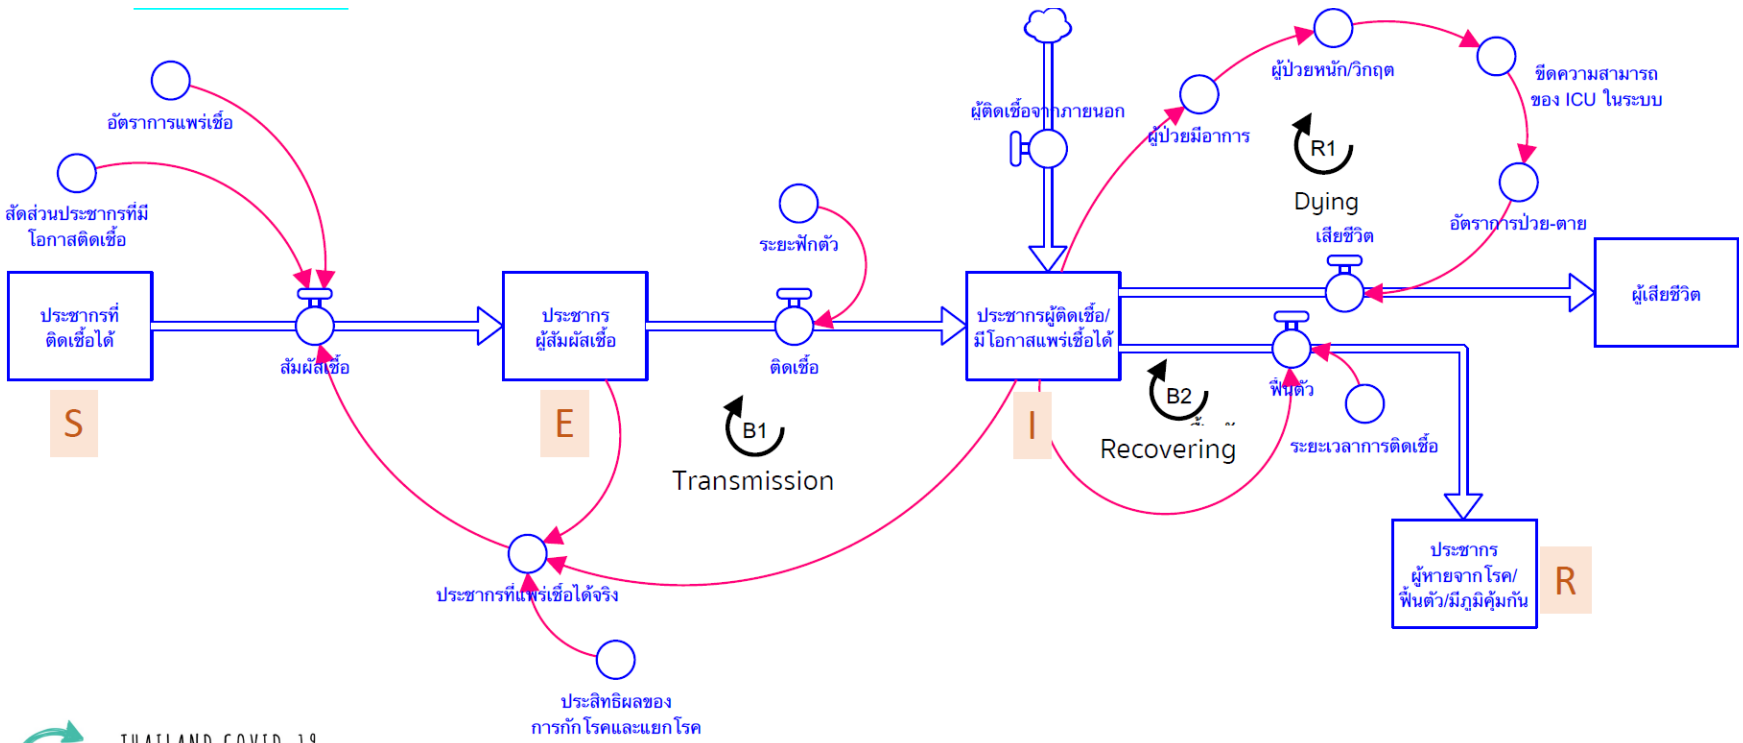 อัตราการแพร่เชื้อ
สัดส่วนประชากรที่มี
โอกาสติดเชื้อ
ประชากรที่
ติดเชื้อได้
S
สัมผัสเชื้อ
ประชากร
ผู้สัมผัสเชื้อ
E
ระยะฟักตัว
ติดเชื้อ
B1
Transmission
ประชากรที่แพร่เชื้อได้จริง
ประสิทธิผลของ
การกักโรคและแยกโรค
ผู้ติดเชื้อจากภายนอก
ประชากรผู้ติดเชื้อ/
มีโอกาสแพร่เชื้อได้
I
ผู้ป่วยมีอาการ
ผู้ป่วยหนัก/วิกฤต
ขีดความสามารถ
ของ ICU ในระบบ
R1
Dying
เสียชีวิต
อัตราการป่วย-ตาย
ผู้เสียชีวิต
B2
Recovering
ฟื้นตัว
ระยะเวลาการติดเชื้อ
ประชากร
ผู้หายจากโรค/
ฟื้นตัว/มีภูมิคุ้มกัน
R
THAILAND COVID-19